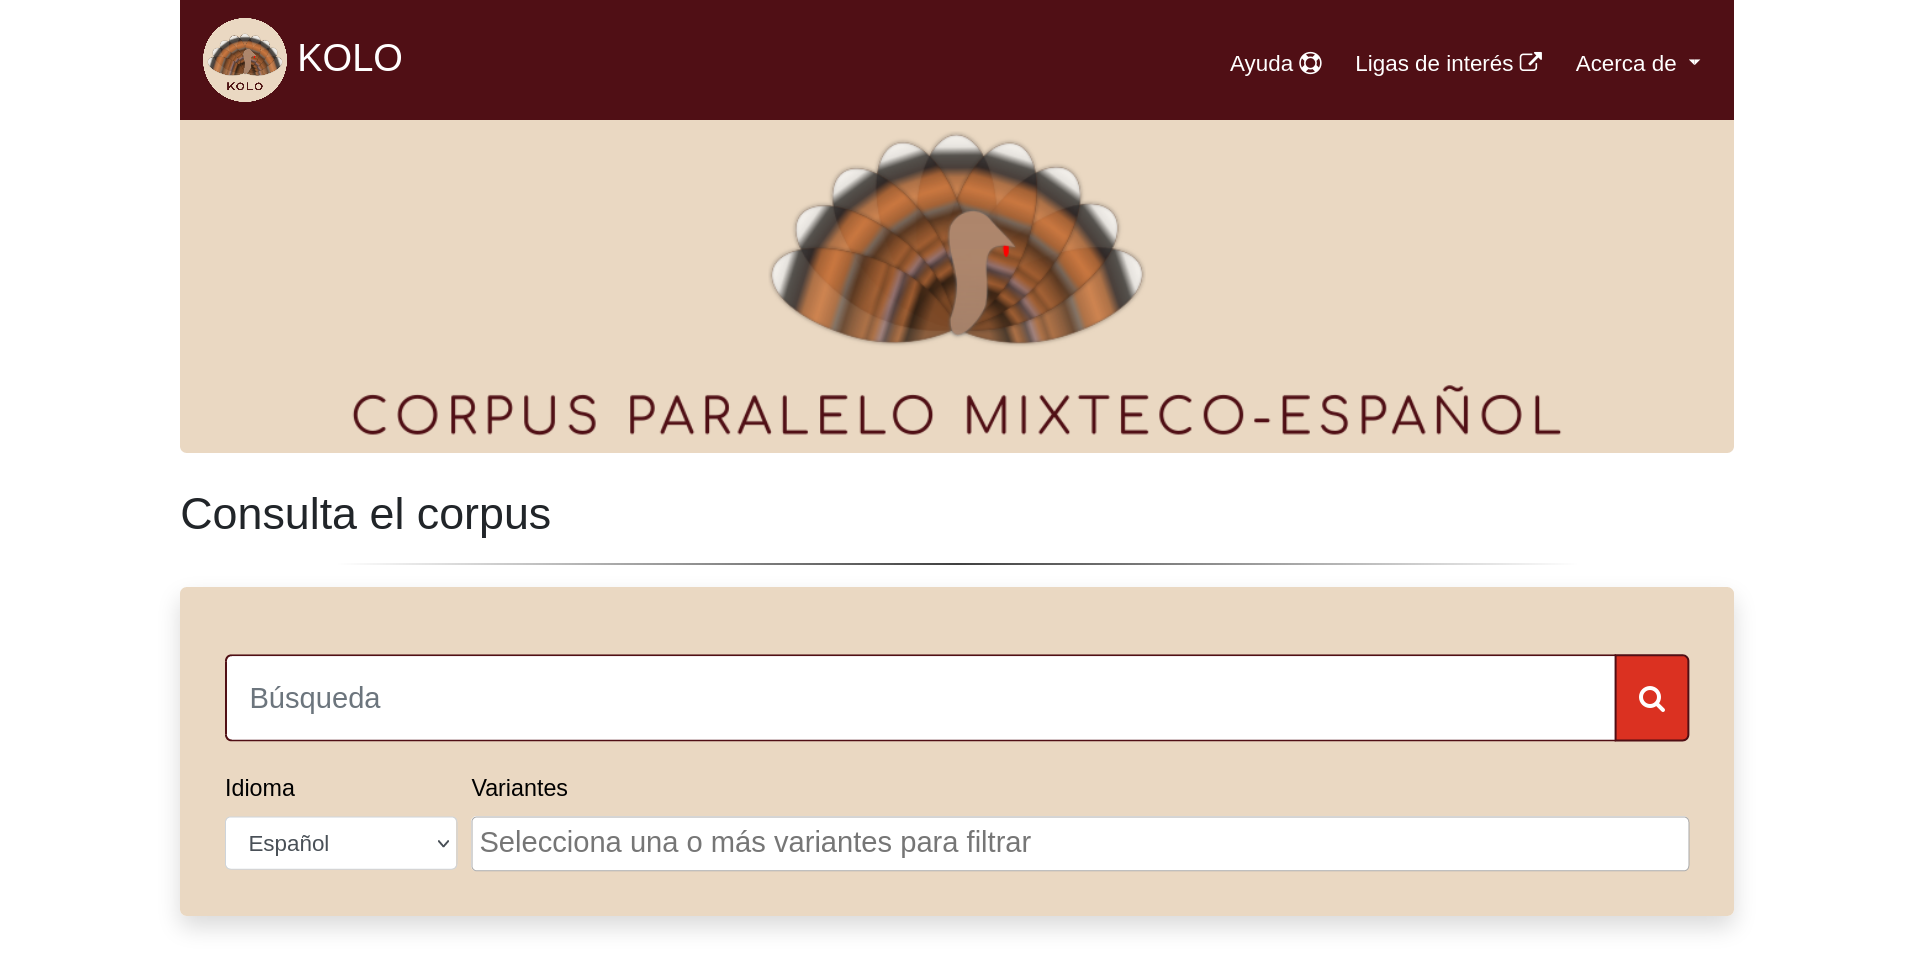 KOLO
KOLO
Ayuda
Ligas de interés
Acerca de
CORPUS PARALELO MIXTECO-ESPAÑOL
Consulta el corpus
Búsqueda
Idioma
Variantes
Español
Selecciona una o más variantes para filtrar